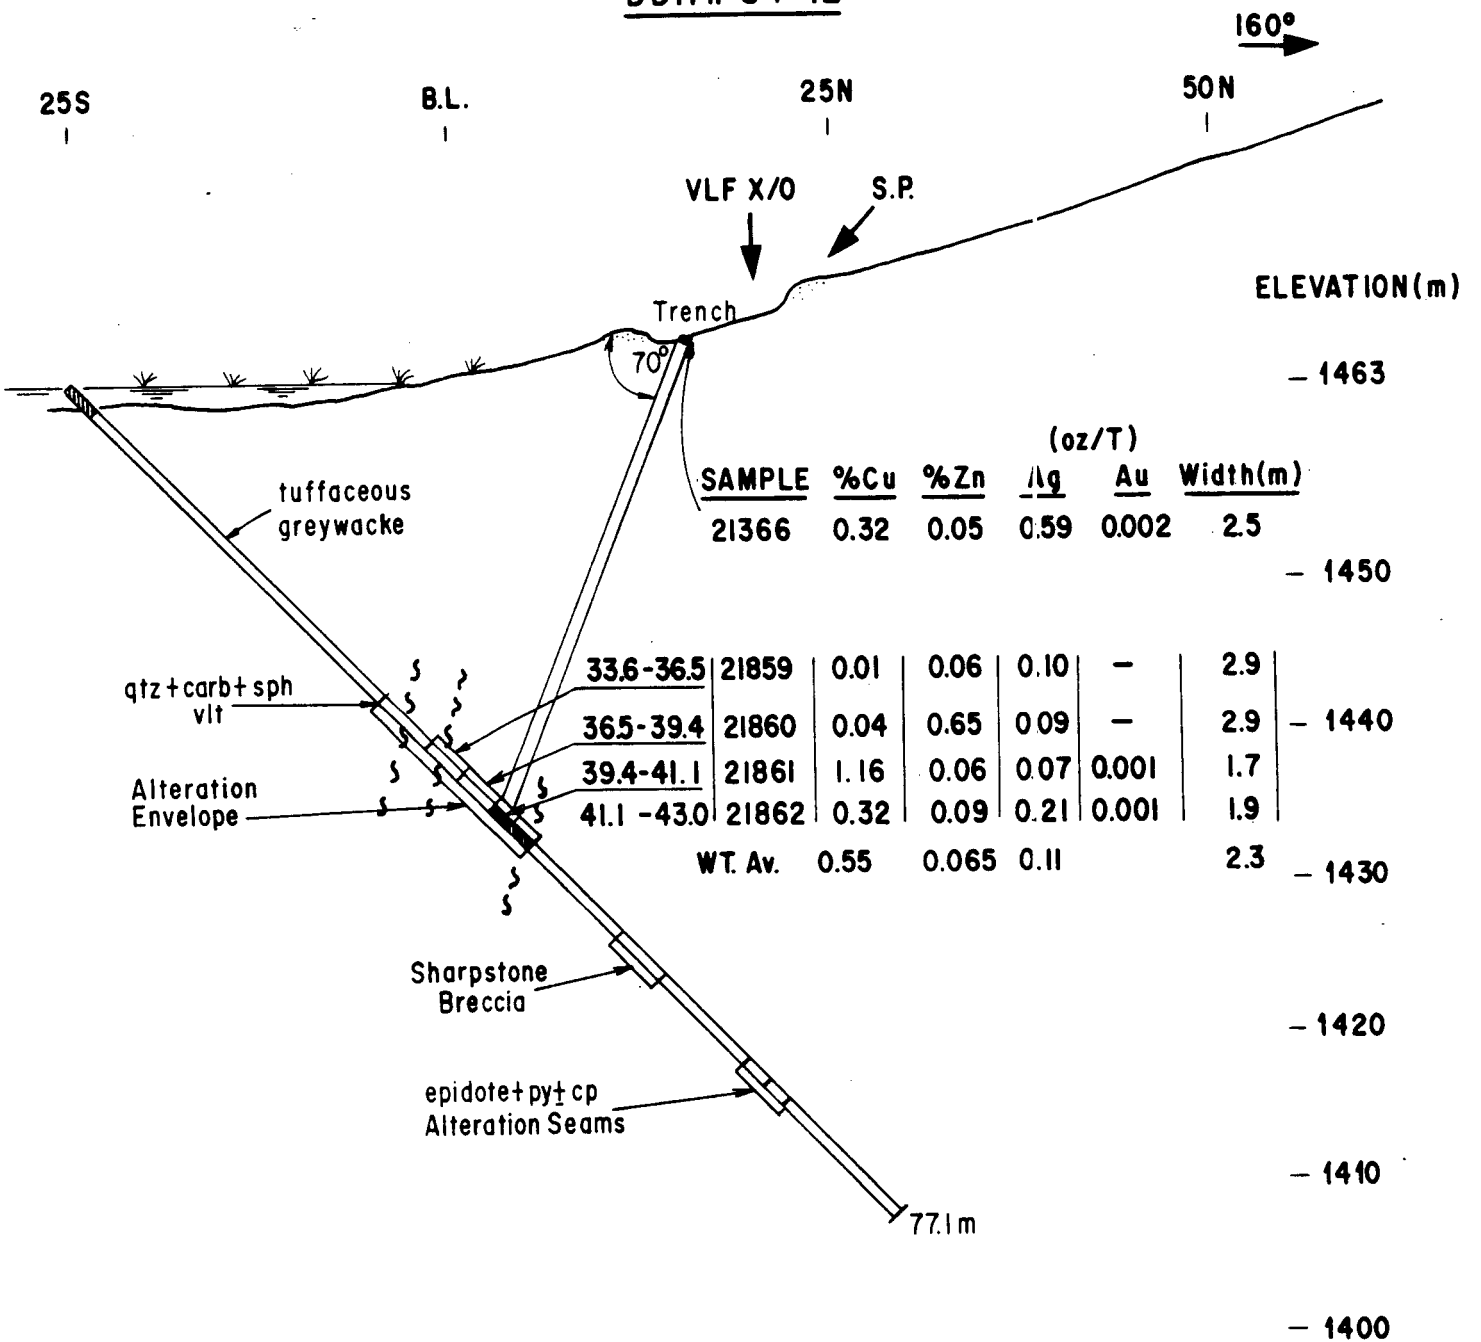 160°
25S B.L. 25N 50N
VLF X/O S.P.
ELEVATION(m)
Trench
70°
– 1463
(oz/T)
SAMPLE %Cu %Zn Ag Au Width(m)
21366 0.32 0.05 0.59 0.002 2.5
tuffaceous
greywacke
– 1450
33.6-36.5 21859 0.01 0.06 0.10 – 2.9
qtz+carb+sph
vlt
36.5-39.4 21860 0.04 0.65 0.09 – 2.9 – 1440
39.4-41.1 21861 1.16 0.06 0.07 0.001 1.7
Alteration
Envelope
41.1-43.0 21862 0.32 0.09 0.21 0.001 1.9
WT. Av. 0.55 0.065 0.11 2.3 – 1430
Sharpstone
Breccia
– 1420
epidote+py±cp
Alteration Seams
– 1410
77.1m
– 1400